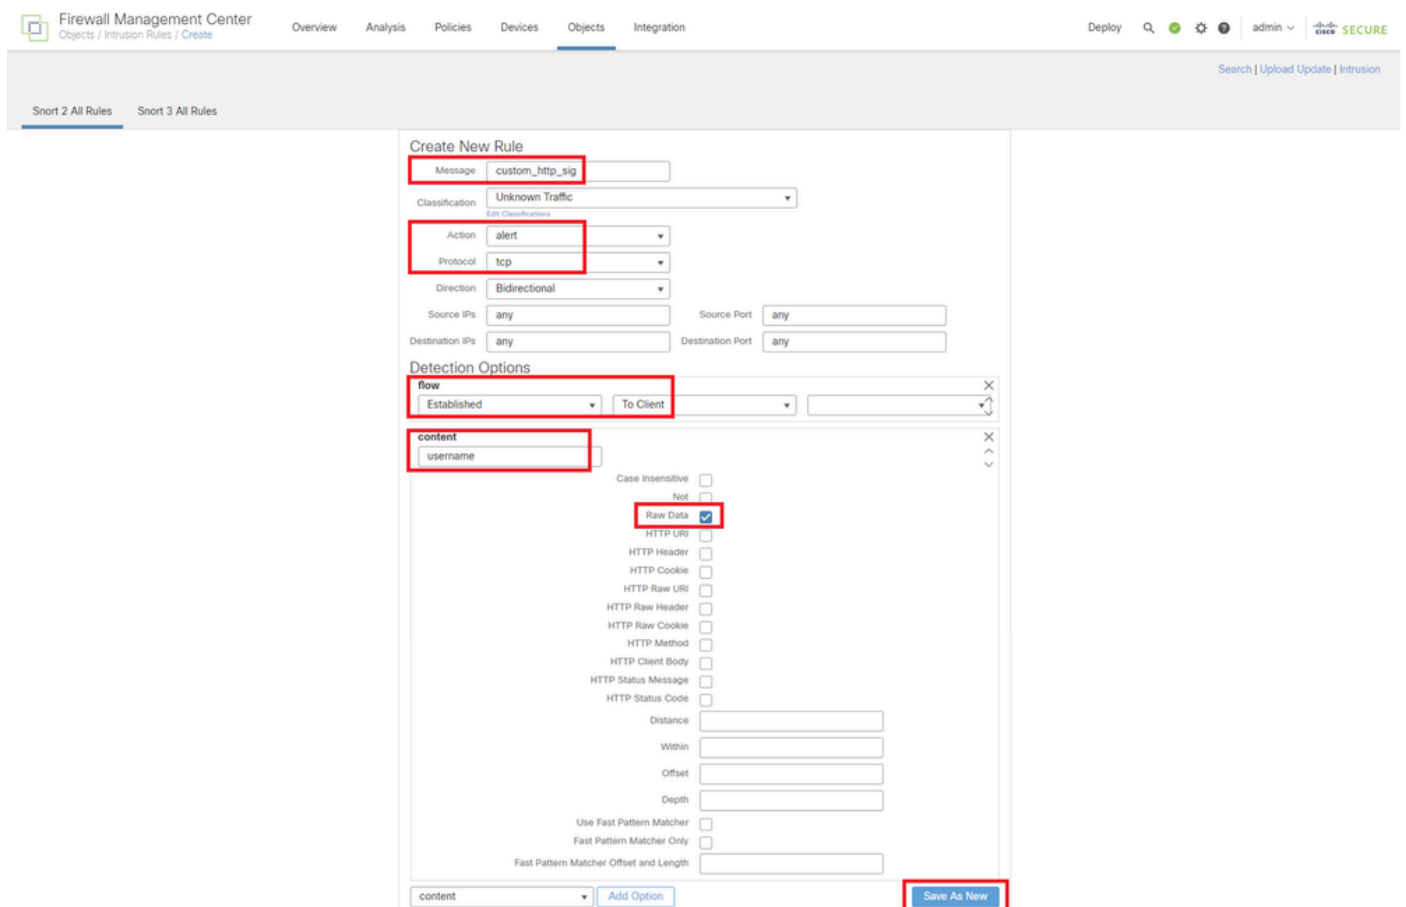 Firewall Management Center
Objects / Intrusion Rules / Create
Overview Analysis Policies Devices Objects Integration
Deploy admin cisco SECURE
Search | Upload Update | Intrusion
Snort 2 All Rules Snort 3 All Rules
Create New Rule
Message custom_http_sig
Classification Unknown Traffic
Edit Classifications
Action alert
Protocol tcp
Direction Bidirectional
Source IPs any Source Port any
Destination IPs any Destination Port any
Detection Options
flow
Established To Client
content
username
Case Insensitive
Not
Raw Data
HTTP URI
HTTP Header
HTTP Cookie
HTTP Raw URI
HTTP Raw Header
HTTP Raw Cookie
HTTP Method
HTTP Client Body
HTTP Status Message
HTTP Status Code
Distance
Within
Offset
Depth
Use Fast Pattern Matcher
Fast Pattern Matcher Only
Fast Pattern Matcher Offset and Length
content Add Option Save As New